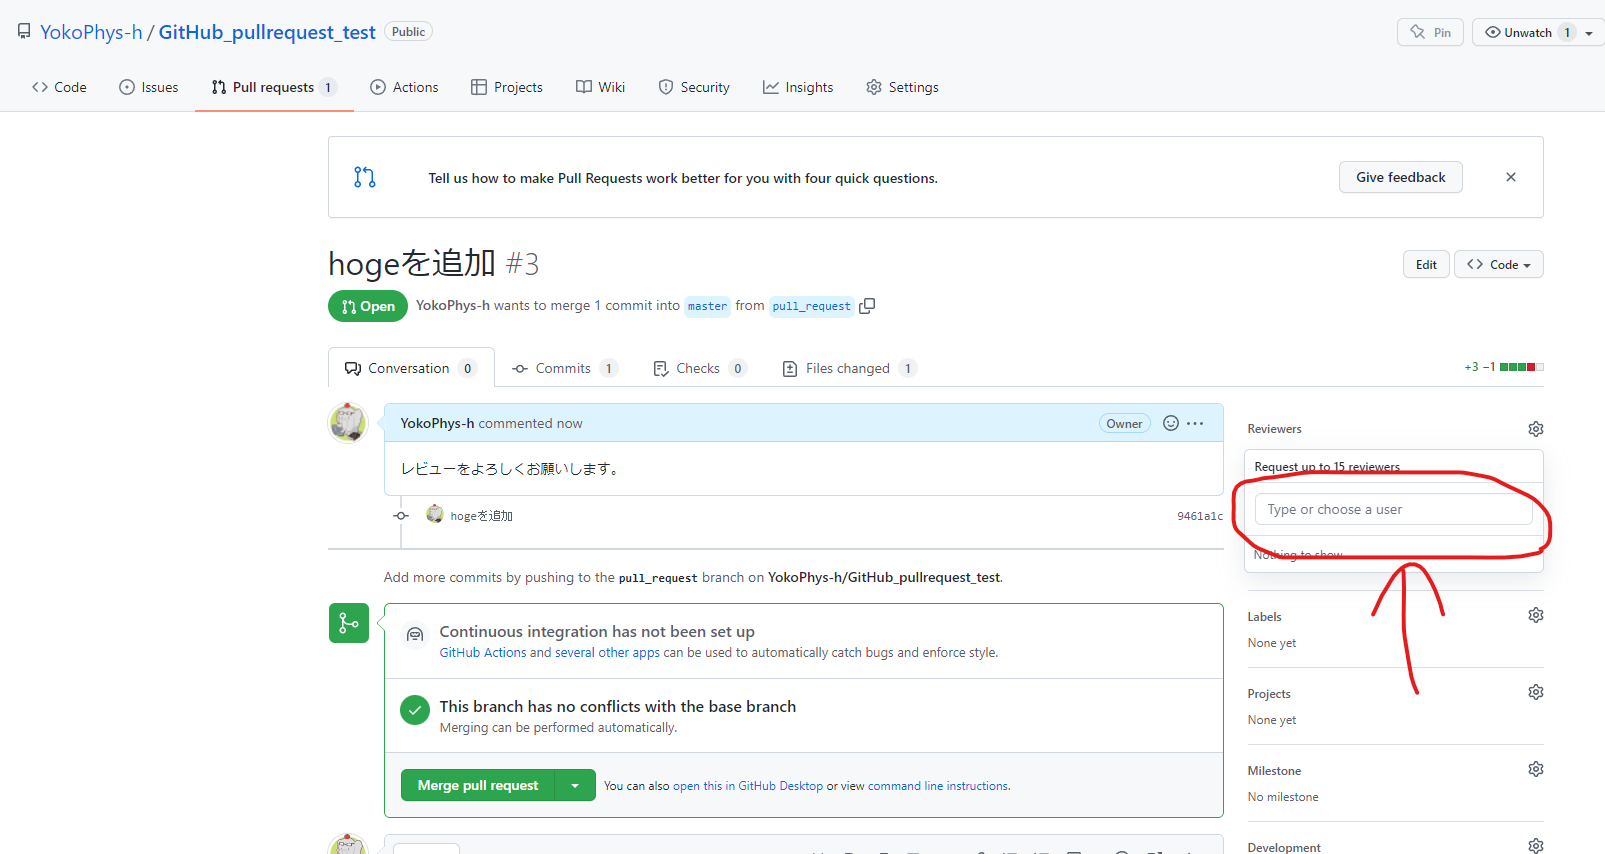 YokoPhys-h / GitHub_pullrequest_test Public
Pin
Unwatch 1
Code
Issues
Pull requests 1
Actions
Projects
Wiki
Security
Insights
Settings
Tell us how to make Pull Requests work better for you with four quick questions.
Give feedback
hogeを追加 #3
Edit
Code
Open
YokoPhys-h wants to merge 1 commit into master from pull_request
Conversation 0
Commits 1
Checks 0
Files changed 1
+3 −1
YokoPhys-h commented now
Owner
レビューをよろしくお願いします。
hogeを追加
9461a1c
Add more commits by pushing to the pull_request branch on YokoPhys-h/GitHub_pullrequest_test.
Continuous integration has not been set up
GitHub Actions and several other apps can be used to automatically catch bugs and enforce style.
This branch has no conflicts with the base branch
Merging can be performed automatically.
Merge pull request
You can also open this in GitHub Desktop or view command line instructions.
Reviewers
Request up to 15 reviewers
Type or choose a user
Nothing to show
Labels
None yet
Projects
None yet
Milestone
No milestone
Development